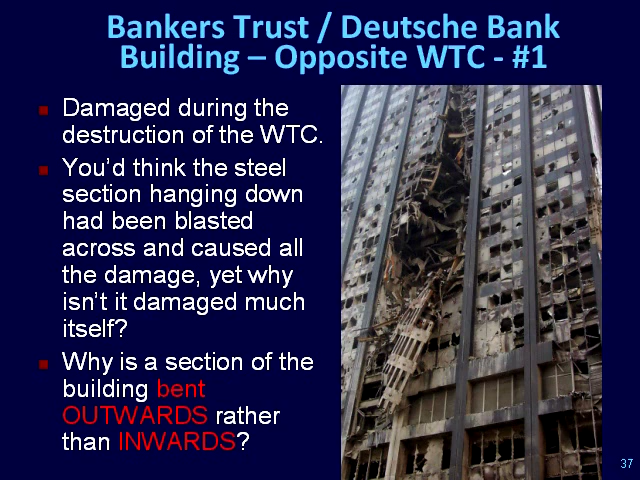 Bankers Trust / Deutsche Bank
Building – Opposite WTC - #1
Damaged during the
destruction of the WTC.
You’d think the steel
section hanging down
had been blasted
across and caused all
the damage, yet why
isn’t it damaged much
itself?
Why is a section of the
building bent
OUTWARDS rather
than INWARDS?
37